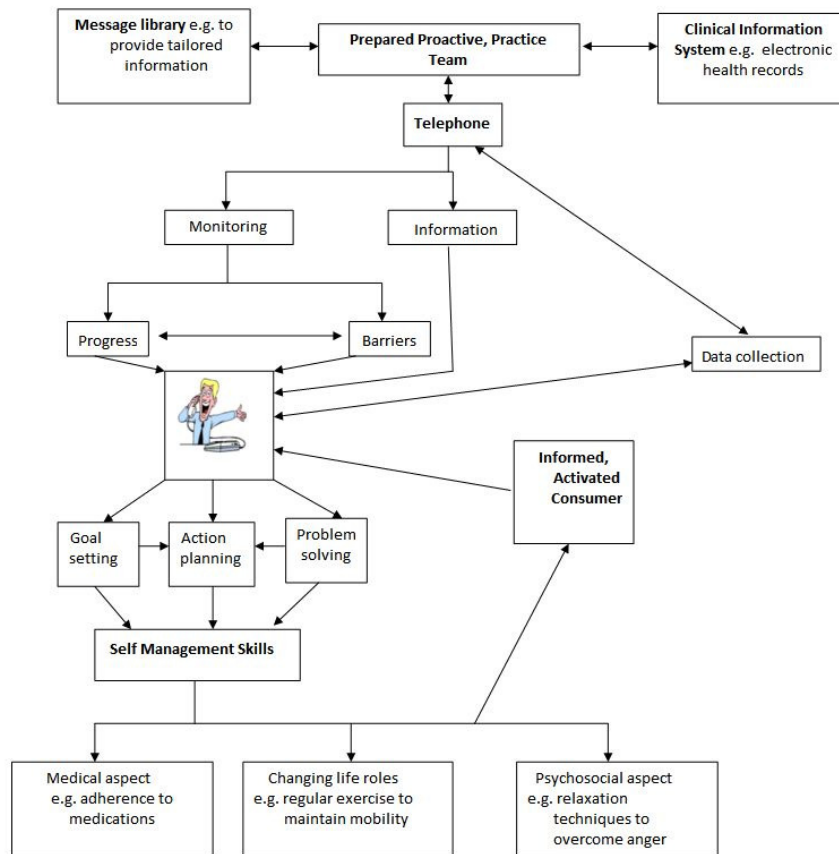 Message library e.g. to
provide tailored
information
Prepared Proactive, Practice
Team
Clinical Information
System e.g. electronic
health records
Telephone
Monitoring
Information
Progress
Barriers
Data collection
Informed,
Activated
Consumer
Goal
setting
Action
planning
Problem
solving
Self Management Skills
Medical aspect
e.g. adherence to
medications
Changing life roles
e.g. regular exercise to
maintain mobility
Psychosocial aspect
e.g. relaxation
techniques to
overcome anger